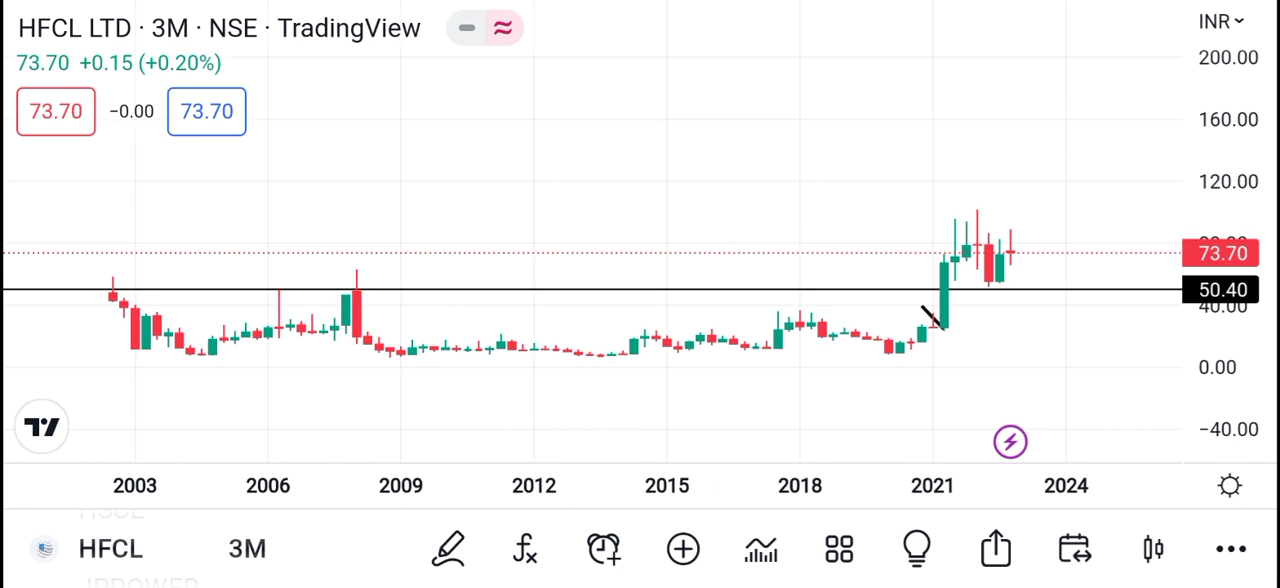 HFCL LTD · 3M · NSE · TradingView
INR
73.70 +0.15 (+0.20%)
73.70 −0.00 73.70
200.00
160.00
120.00
73.70
50.40
40.00
0.00
−40.00
2003 2006 2009 2012 2015 2018 2021 2024
HFCL 3M
JPPOWER